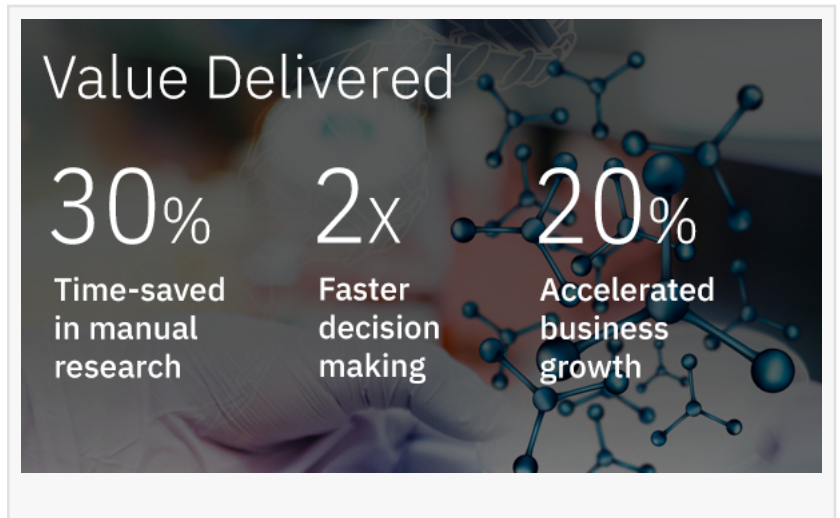 Value Delivered
30%
Time-saved
in manual
research
2x
Faster
decision
making
20%
Accelerated
business
growth